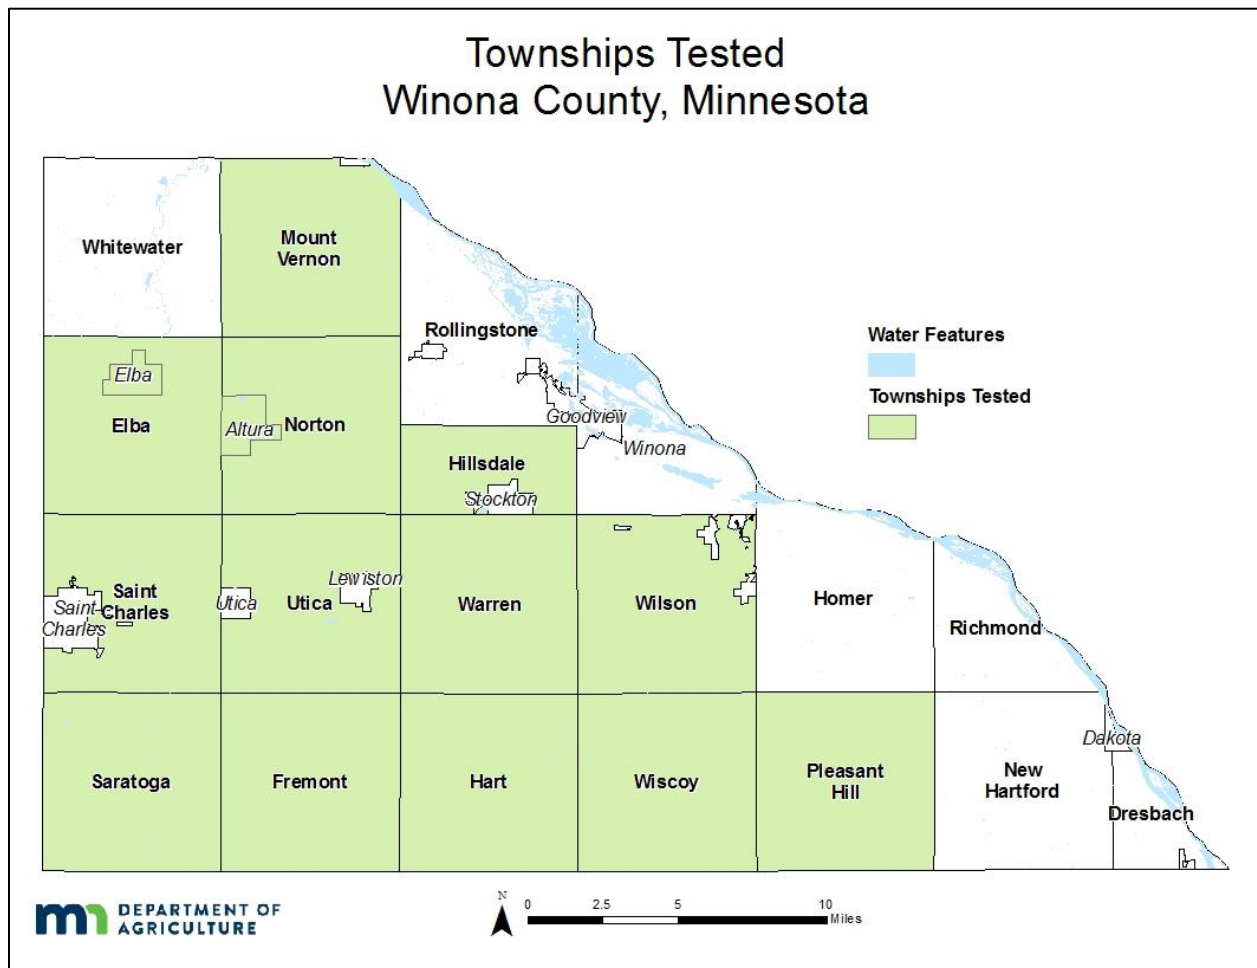 Townships Tested
Winona County, Minnesota
Whitewater
Mount
Vernon
Rollingstone
Water Features
Townships Tested
Elba
Elba
Altura
Norton
Goodview
Winona
Hillsdale
Stockton
Saint
Charles
Saint
Charles
Utica
Utica
Lewiston
Warren
Wilson
Homer
Richmond
Dakota
Saratoga
Fremont
Hart
Wiscoy
Pleasant
Hill
New
Hartford
Dresbach
mn DEPARTMENT OF
AGRICULTURE
N
0 2.5 5 10
Miles